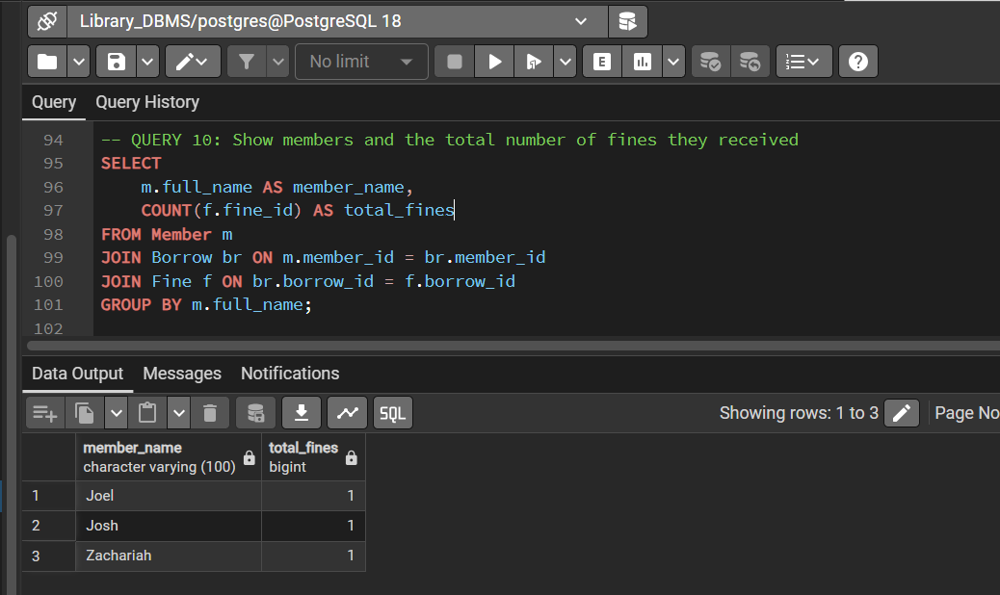 Library_DBMS/postgres@PostgreSQL 18
No limit
E
Query Query History
94 -- QUERY 10: Show members and the total number of fines they received
95 SELECT
96 m.full_name AS member_name,
97 COUNT(f.fine_id) AS total_fines
98 FROM Member m
99 JOIN Borrow br ON m.member_id = br.member_id
100 JOIN Fine f ON br.borrow_id = f.borrow_id
101 GROUP BY m.full_name;
102
Data Output Messages Notifications
SQL Showing rows: 1 to 3 Page No
member_name total_fines
character varying (100) bigint
1 Joel 1
2 Josh 1
3 Zachariah 1